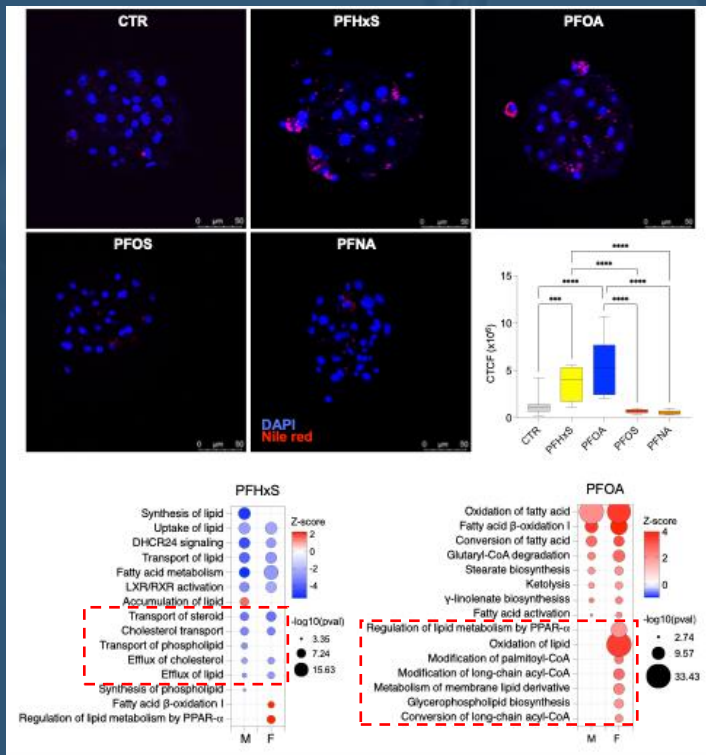 CTR
PFHxS
PFOA
0 µm 50
0 µm 50
0 µm 50
PFOS
PFNA
DAPI
Nile red
0 µm 50
0 µm 50
****
****
****
****
***
****
CTCF (x10⁶)
15
10
5
0
CTR
PFHxS
PFOA
PFOS
PFNA
PFHxS
Synthesis of lipid
Uptake of lipid
DHCR24 signaling
Transport of lipid
Fatty acid metabolism
LXR/RXR activation
Accumulation of lipid
Transport of steroid
Cholesterol transport
Transport of phospholipid
Efflux of cholesterol
Efflux of lipid
Synthesis of phospholipid
Fatty acid β-oxidation I
Regulation of lipid metabolism by PPAR-α
M F
Z-score
2
0
-2
-4
-log10(pval)
3.35
7.24
15.63
PFOA
Oxidation of fatty acid
Fatty acid β-oxidation I
Conversion of fatty acid
Glutaryl-CoA degradation
Stearate biosynthesis
Ketolysis
γ-linolenate biosynthesiss
Fatty acid activation
Regulation of lipid metabolism by PPAR-α
Oxidation of lipid
Modification of palmitoyl-CoA
Modification of long-chain acyl-CoA
Metabolism of membrane lipid derivative
Glycerophospholipid biosynthesis
Conversion of long-chain acyl-CoA
M F
Z-score
4
3
2
1
0
-log10(pval)
2.74
9.57
33.43